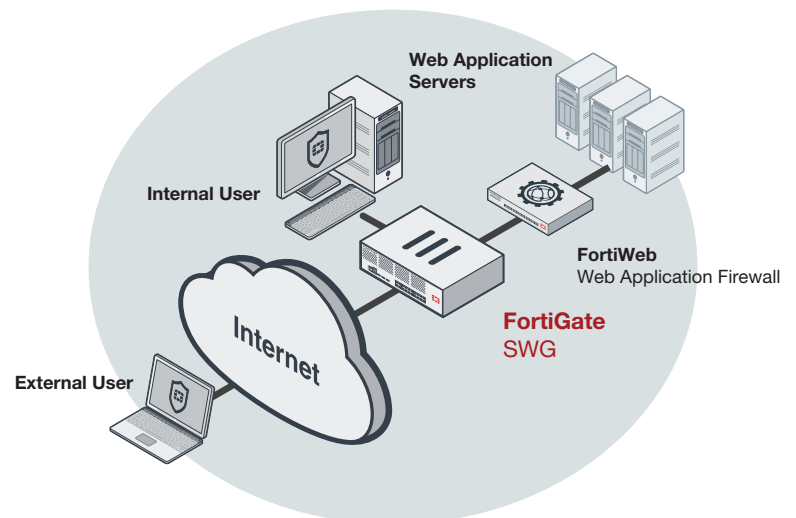 Web Application
Servers
Internal User
FortiWeb
Web Application Firewall
FortiGate
SWG
Internet
External User